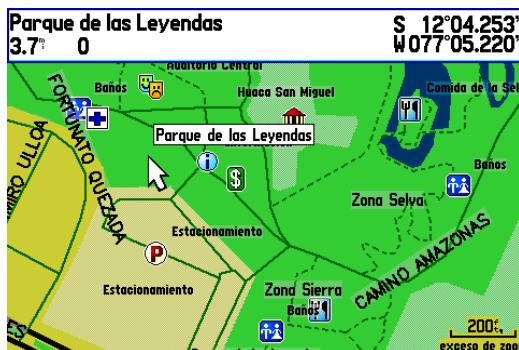 Parque de las Leyendas
S 12°04.253'
3.7
0
W077°05.220'
Auditorio Central
Baños
Huaca San Miguel
Comida de la Sel
FORTUNATO QUEZADA
Parque de las Leyendas
Información
i
$
Baños
ULLOA
Zona Selva
Estacionamiento
P
CAMINO AMAZONAS
Estacionamiento
Zona Sierra
Baños
200
exceso de zoo